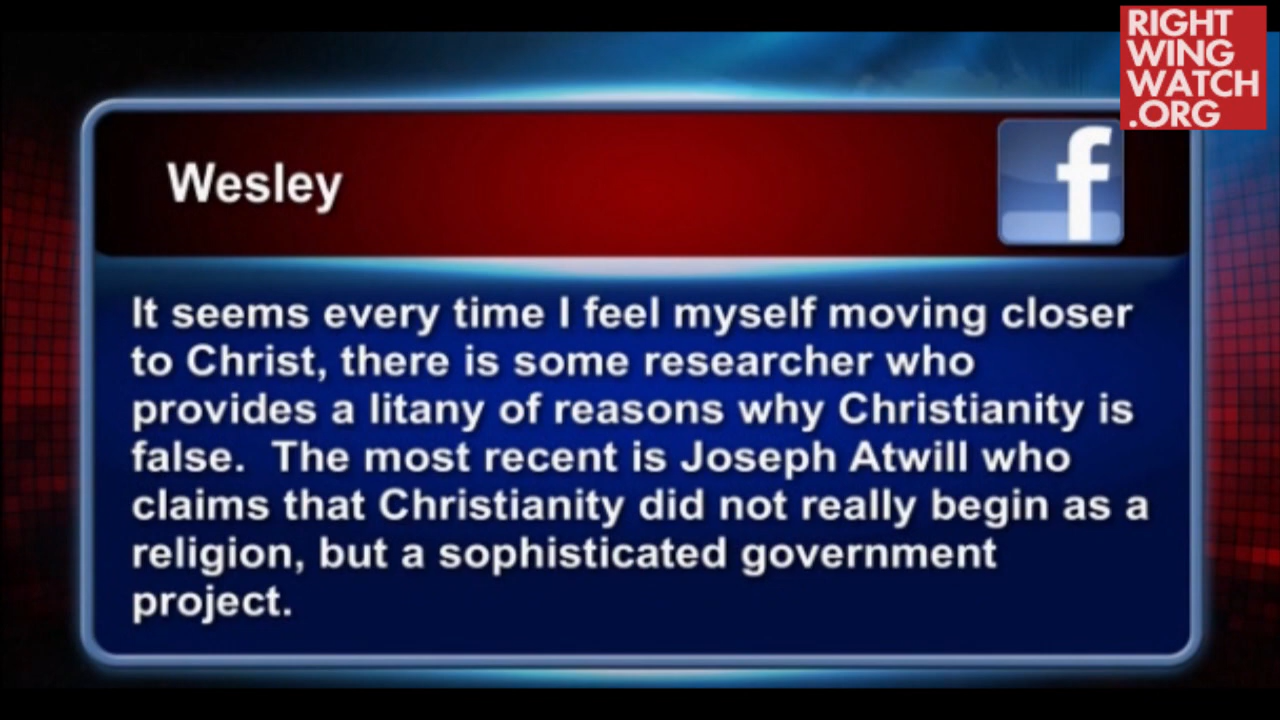 RIGHT
WING
WATCH
.ORG
Wesley
f
It seems every time I feel myself moving closer
to Christ, there is some researcher who
provides a litany of reasons why Christianity is
false.  The most recent is Joseph Atwill who
claims that Christianity did not really begin as a
religion, but a sophisticated government
project.